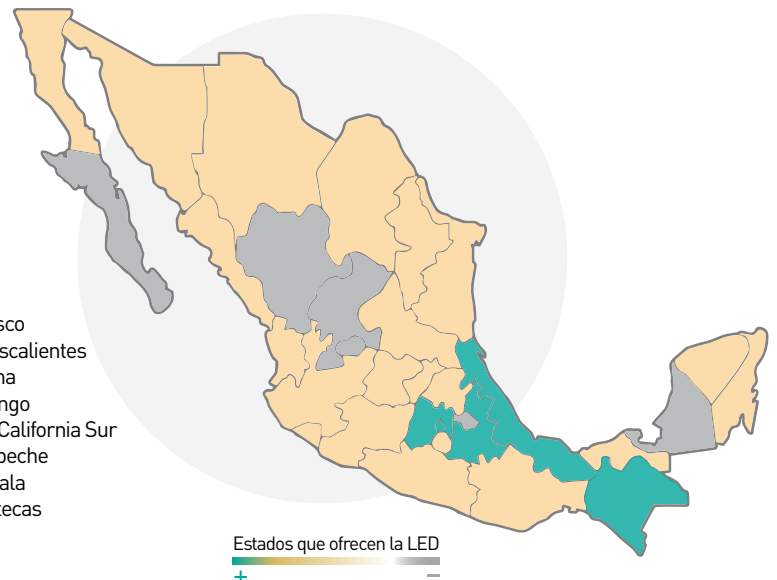 sco
scalientes
na
ngo
California Sur
peche
ala
tecas
Estados que ofrecen la LED
+ –